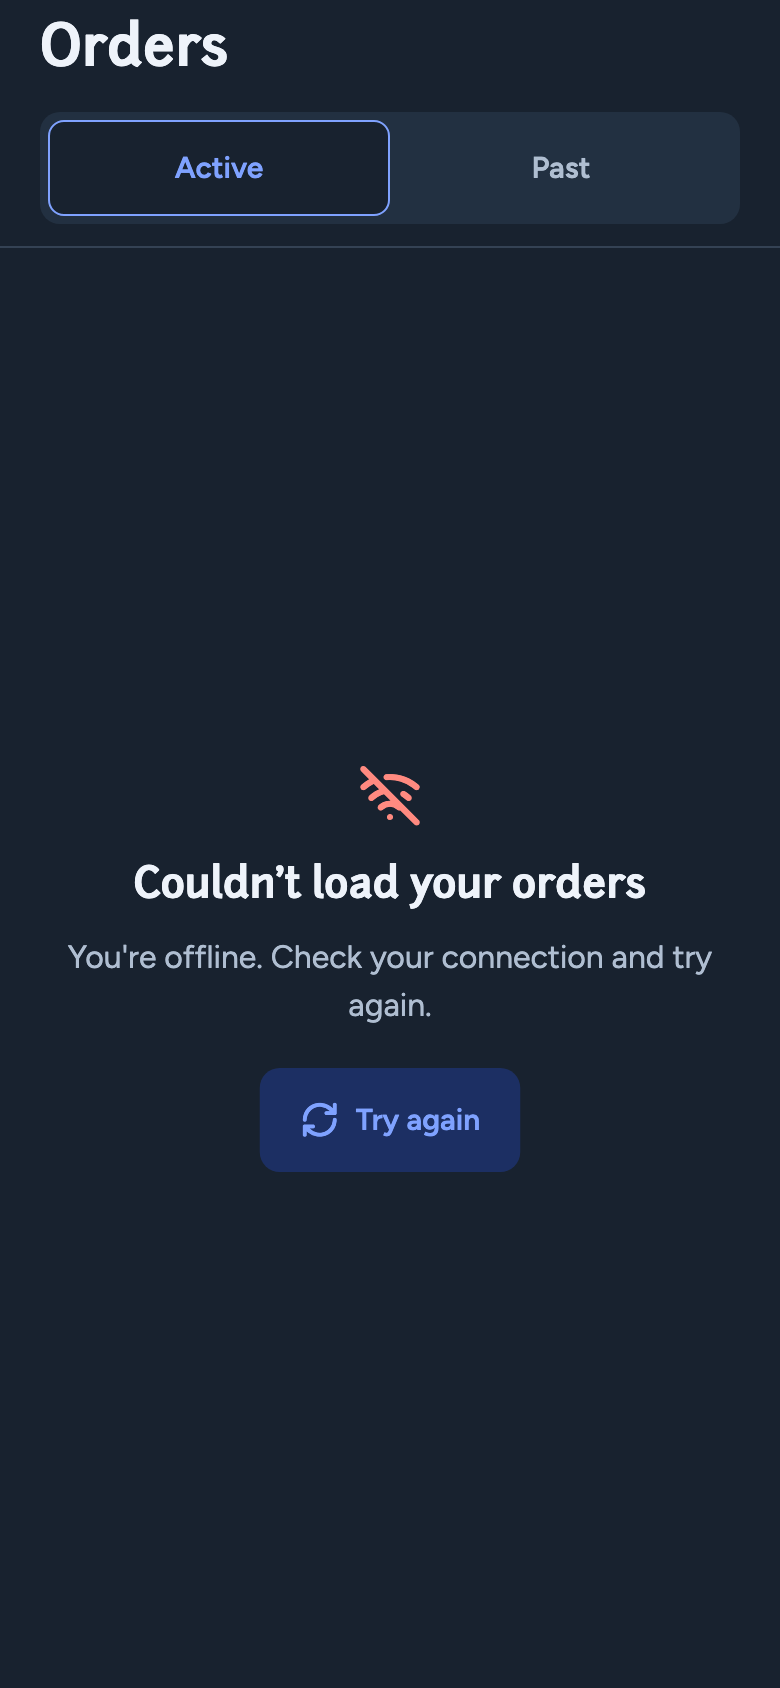 Orders
Active
Past
Couldn’t load your orders
You're offline. Check your connection and try
again.
Try again